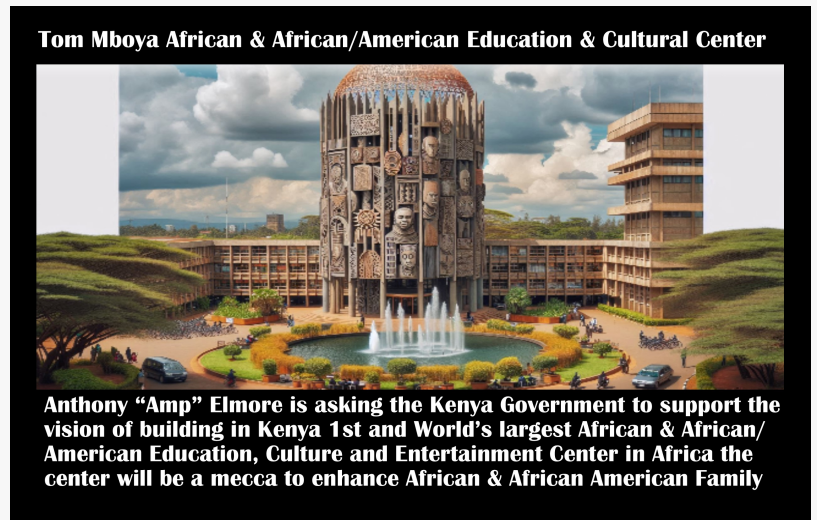 Tom Mboya African & African/American Education & Cultural Center
Anthony “Amp” Elmore is asking the Kenya Government to support the
vision of building in Kenya 1st and World’s largest African & African/
American Education, Culture and Entertainment Center in Africa the
center will be a mecca to enhance African & African American Family